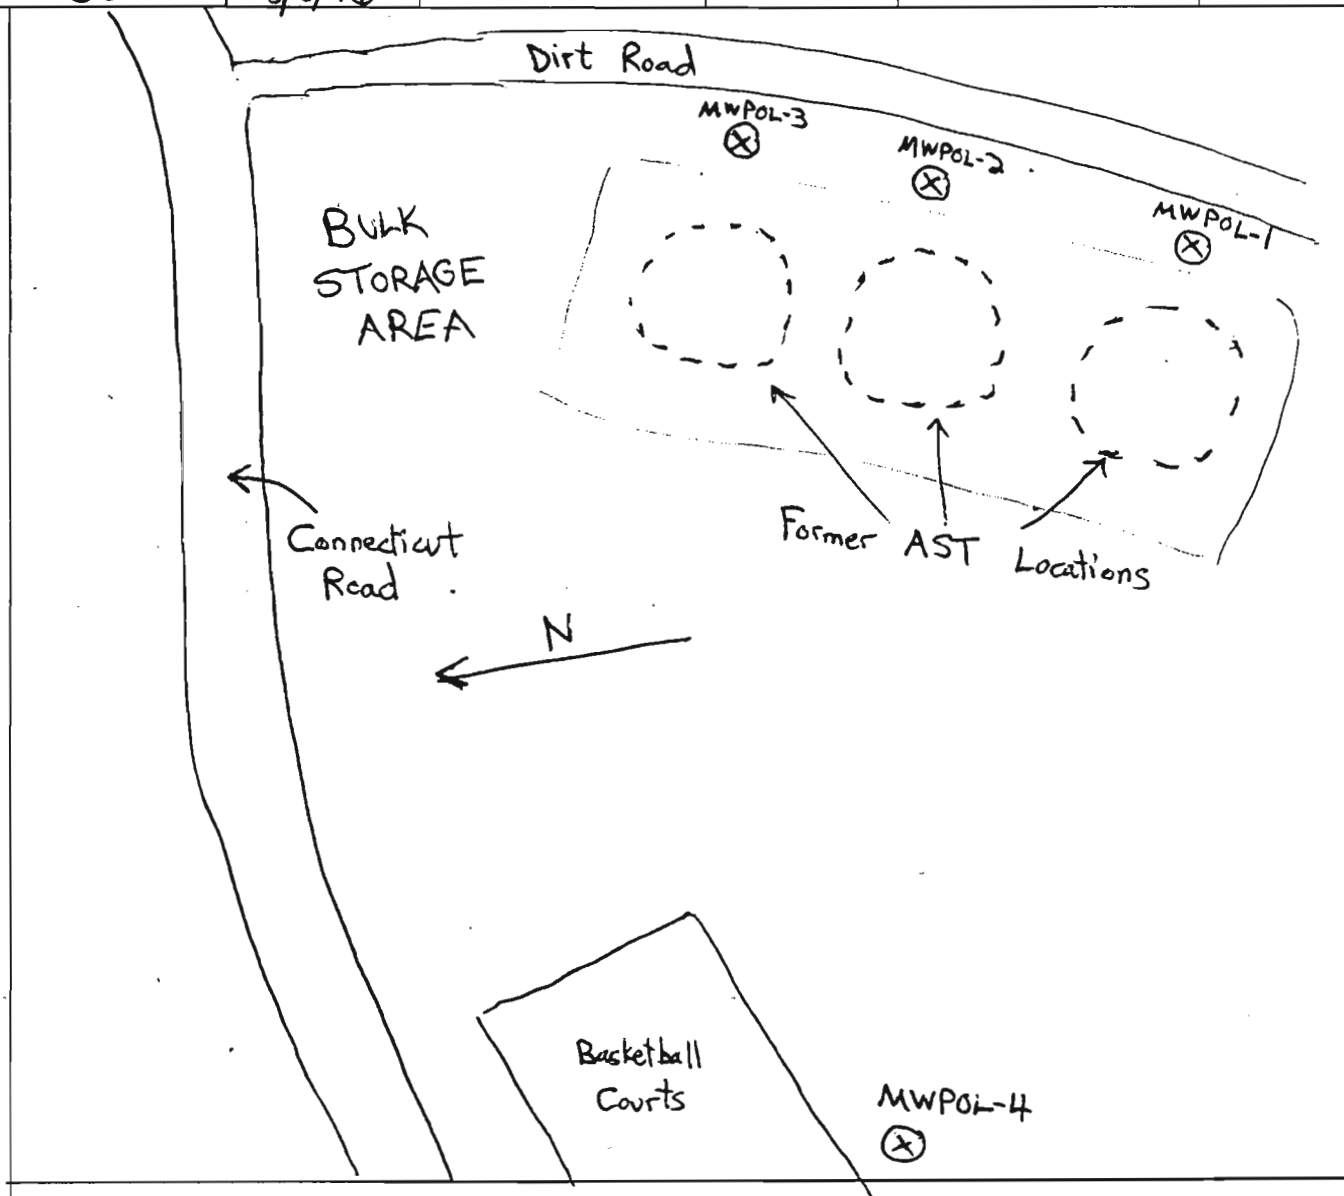 Dirt Road
MWPOL-3
MWPOL-2
MWPOL-1
BULK
STORAGE
AREA
Former AST Locations
Connecticut
Road
N
Basketball
Courts
MWPOL-4